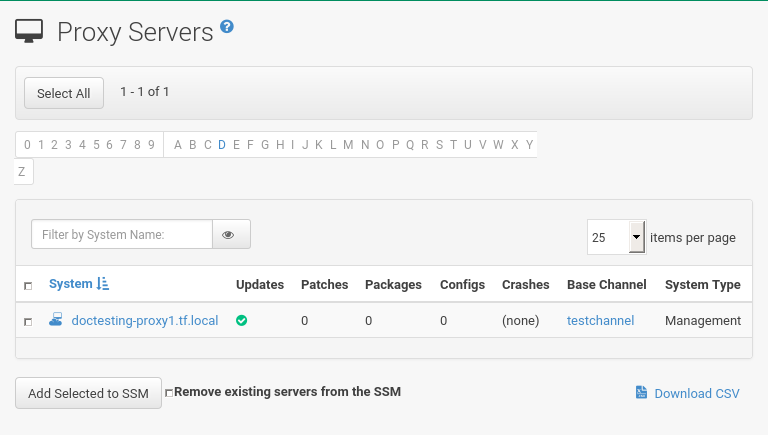 Proxy Servers ?
Select All 1 - 1 of 1
0 1 2 3 4 5 6 7 8 9 A B C D E F G H I J K L M N O P Q R S T U V W X Y
Z
Filter by System Name: 25 items per page
System Updates Patches Packages Configs Crashes Base Channel System Type
doctesting-proxy1.tf.local 0 0 0 (none) testchannel Management
Add Selected to SSM Remove existing servers from the SSM Download CSV